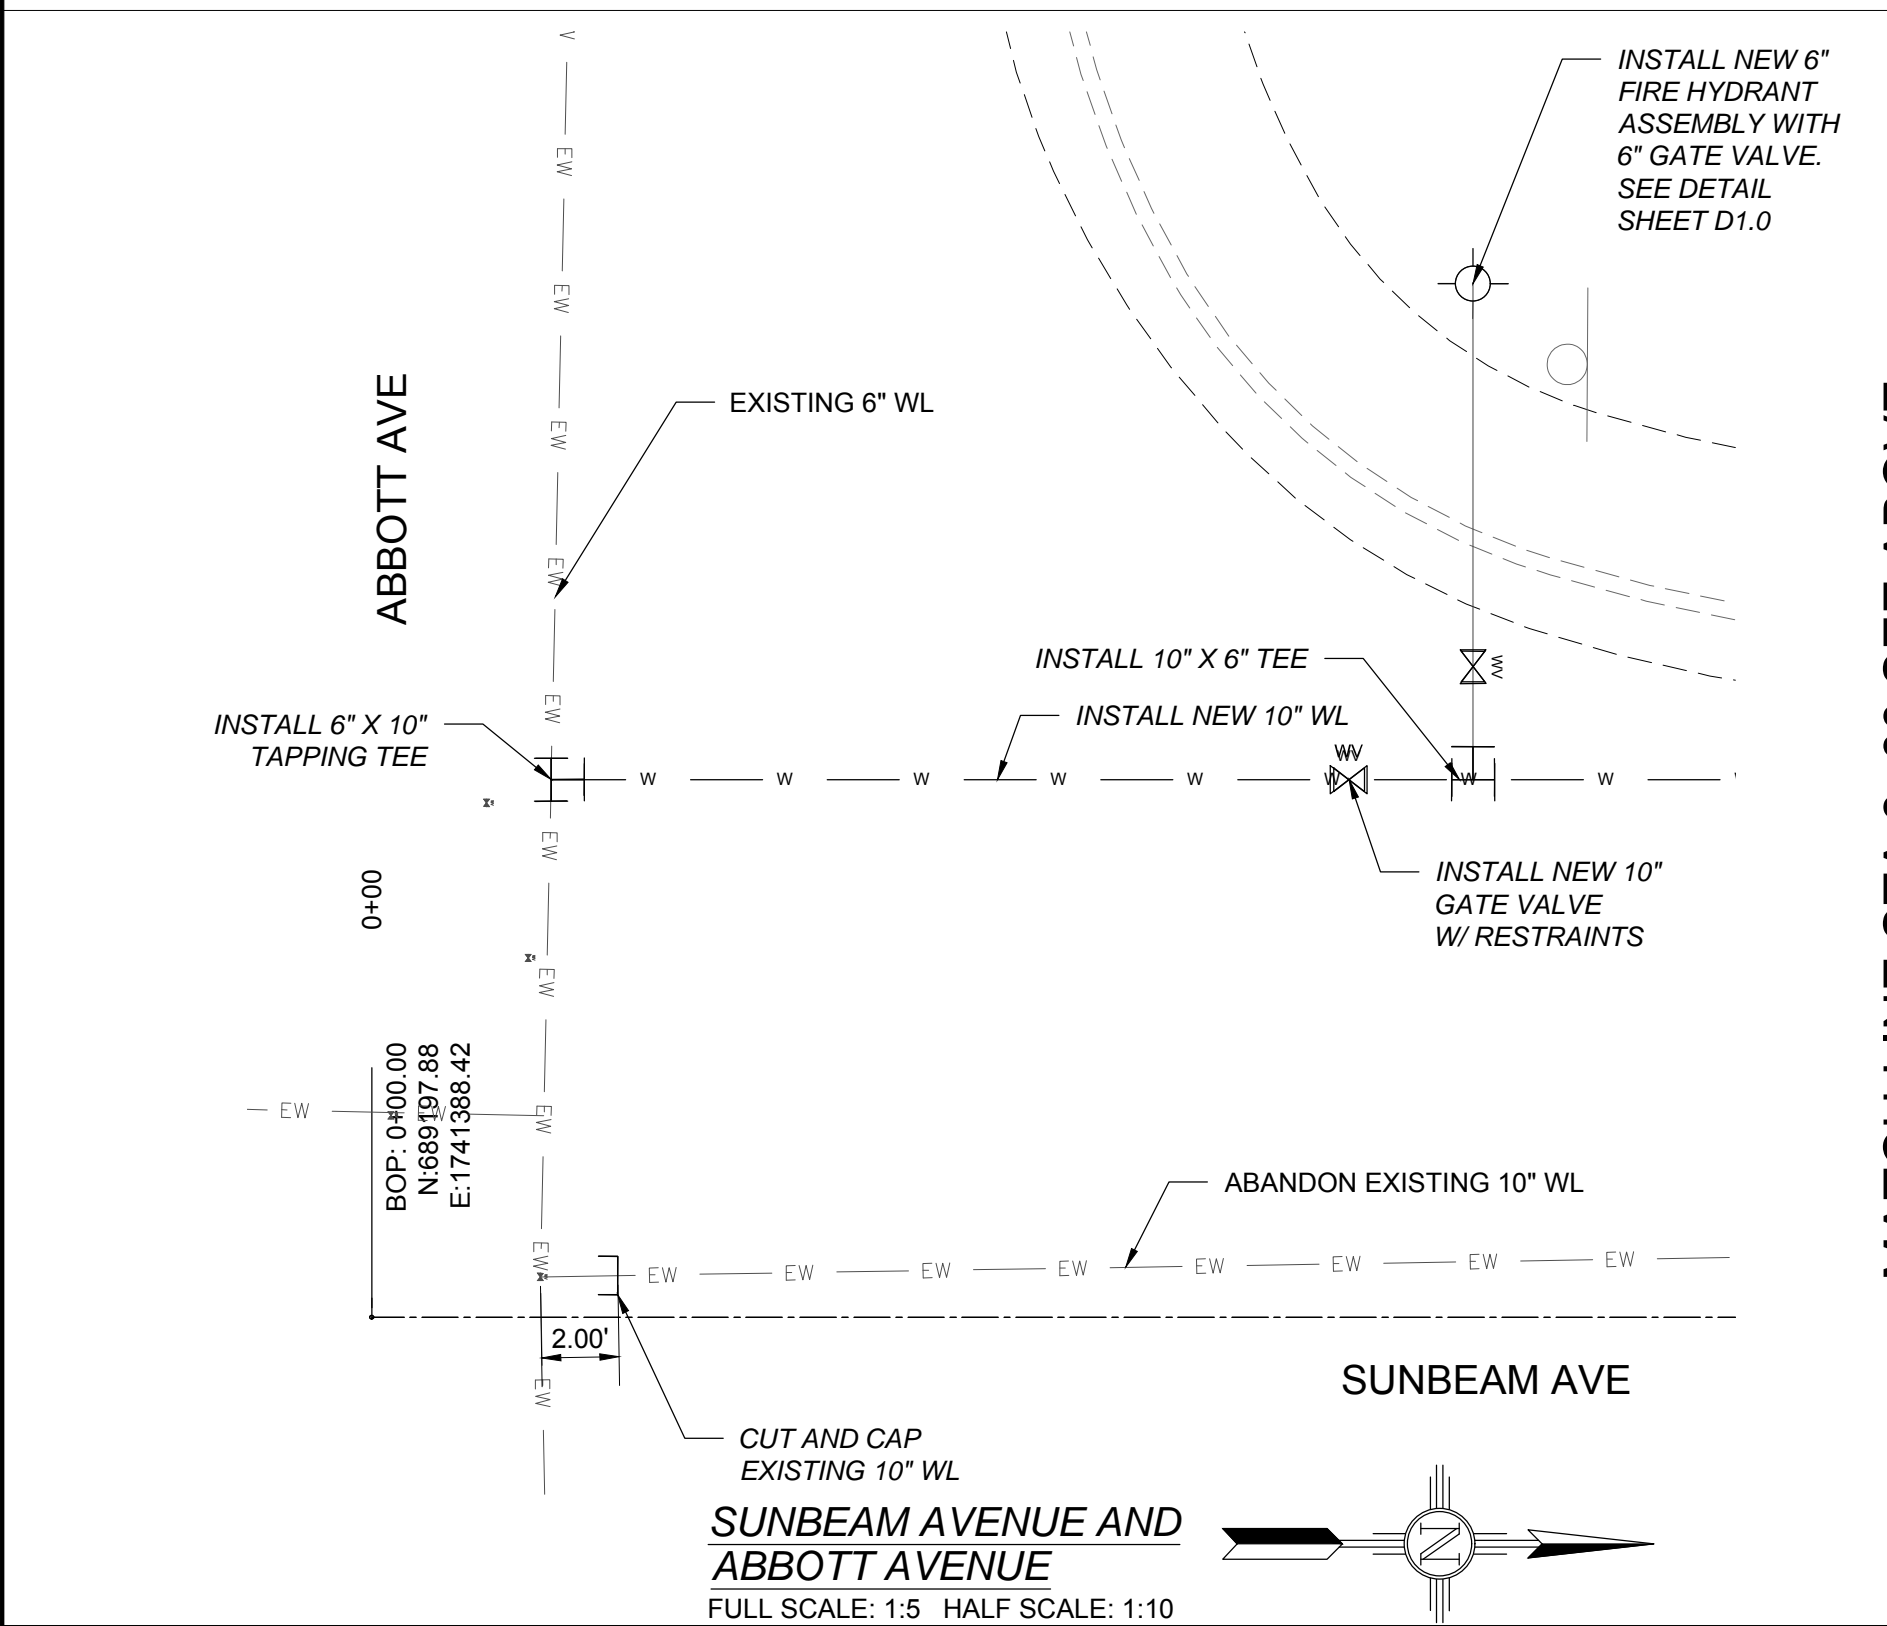 INSTALL NEW 6"
FIRE HYDRANT
ASSEMBLY WITH
6" GATE VALVE.
SEE DETAIL
SHEET D1.0
EW
EW
EXISTING 6" WL
ABBOTT AVE
EW
EW
INSTALL 10" X 6" TEE
WV
EW
INSTALL NEW 10" WL
INSTALL 6" X 10"
TAPPING TEE
WV
W W W W W W W W
EW
INSTALL NEW 10"
GATE VALVE
W/ RESTRAINTS
0+00
EW
BOP: 0+00.00
N:689197.88
E:1741388.42
EW EW
EW
ABANDON EXISTING 10" WL
EW
EW EW EW EW EW EW EW EW
2.00'
EW
SUNBEAM AVE
CUT AND CAP
EXISTING 10" WL
SUNBEAM AVENUE AND
ABBOTT AVENUE
FULL SCALE: 1:5 HALF SCALE: 1:10
N